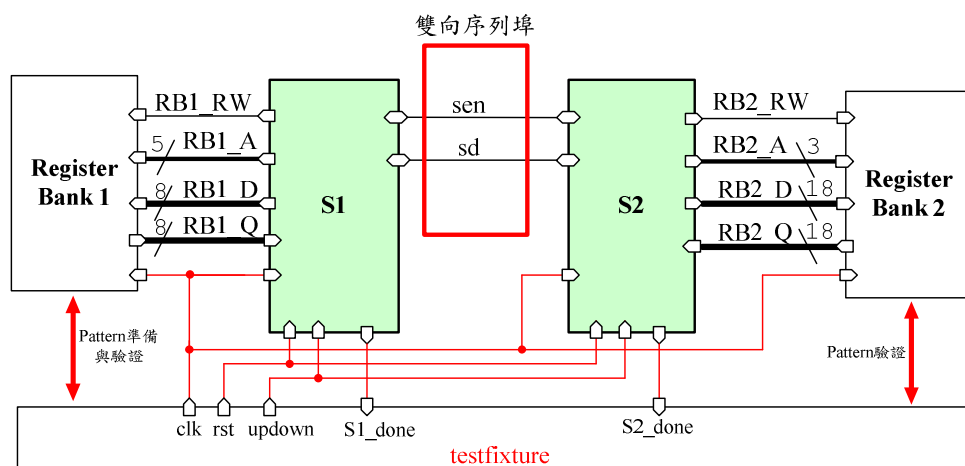 雙向序列埠
Register
Bank 1
RB1_RW
5
RB1_A
8
RB1_D
8
RB1_Q
S1
sen
sd
S2
RB2_RW
RB2_A
3
RB2_D
18
RB2_Q
18
Register
Bank 2
Pattern準備
與驗證
Pattern驗證
clk
rst
updown
S1_done
S2_done
testfixture